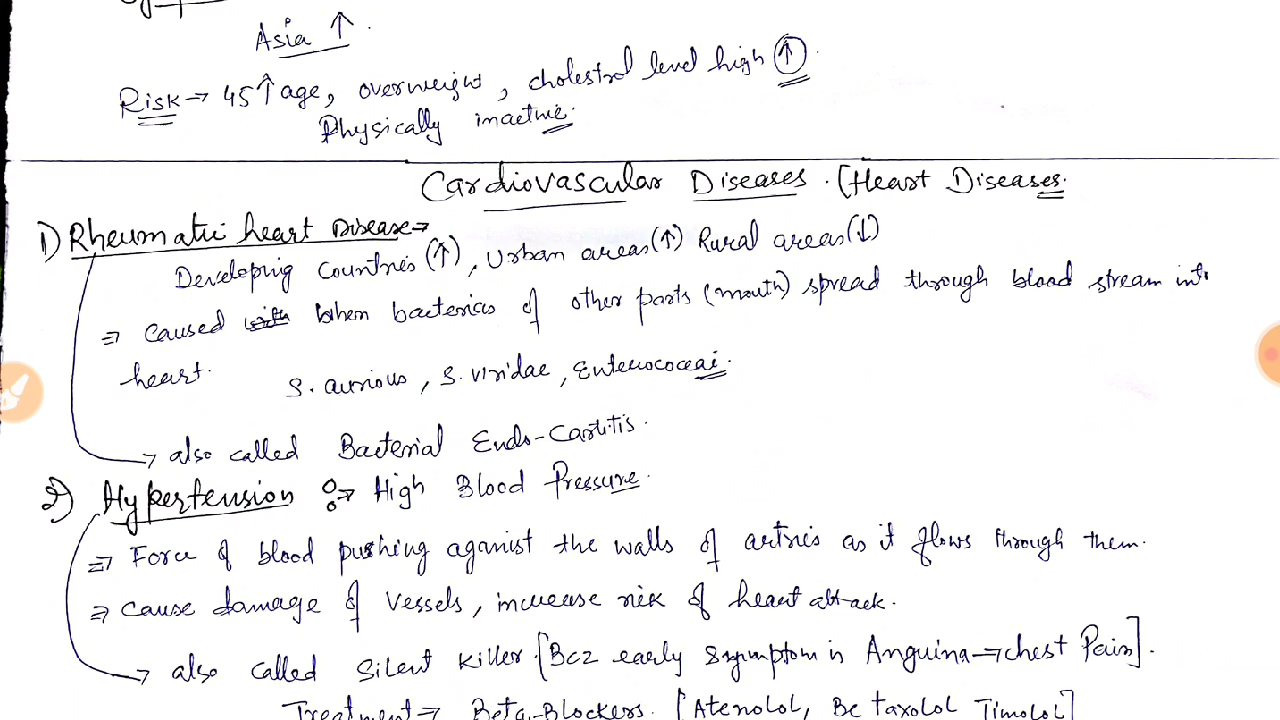 Asia ↑.
Risk → 45↑ age, overweight, cholestrol level high ↑.
Physically inactive.
Cardiovascular Diseases. (Heart Diseases.
1) Rheumatic heart Disease→
Developing Countries (↑), Urban areas(↑) Rural areas(↓)
⇒ caused when bacterias of other parts (mouth) spread through blood stream into
heart. S. aurious, S. viridae, Enterococcai.
→ also called Bacterial Endo-Cartitis.
2) Hypertension :→ High Blood Pressure.
⇒ Force of blood pushing against the walls of artries as it flows through them.
⇒ cause damage of vessels, increase risk of heart attack.
→ also called Silent Killer. [Bcz early symptom is Anguina→chest Pain].
Treatment→ Beta-Blockers. [Atenolol, Betaxolol Timolol]